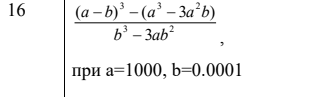 16
((a−b)³−(a³−3a²b))/(b³−3ab²),
при a=1000, b=0.0001